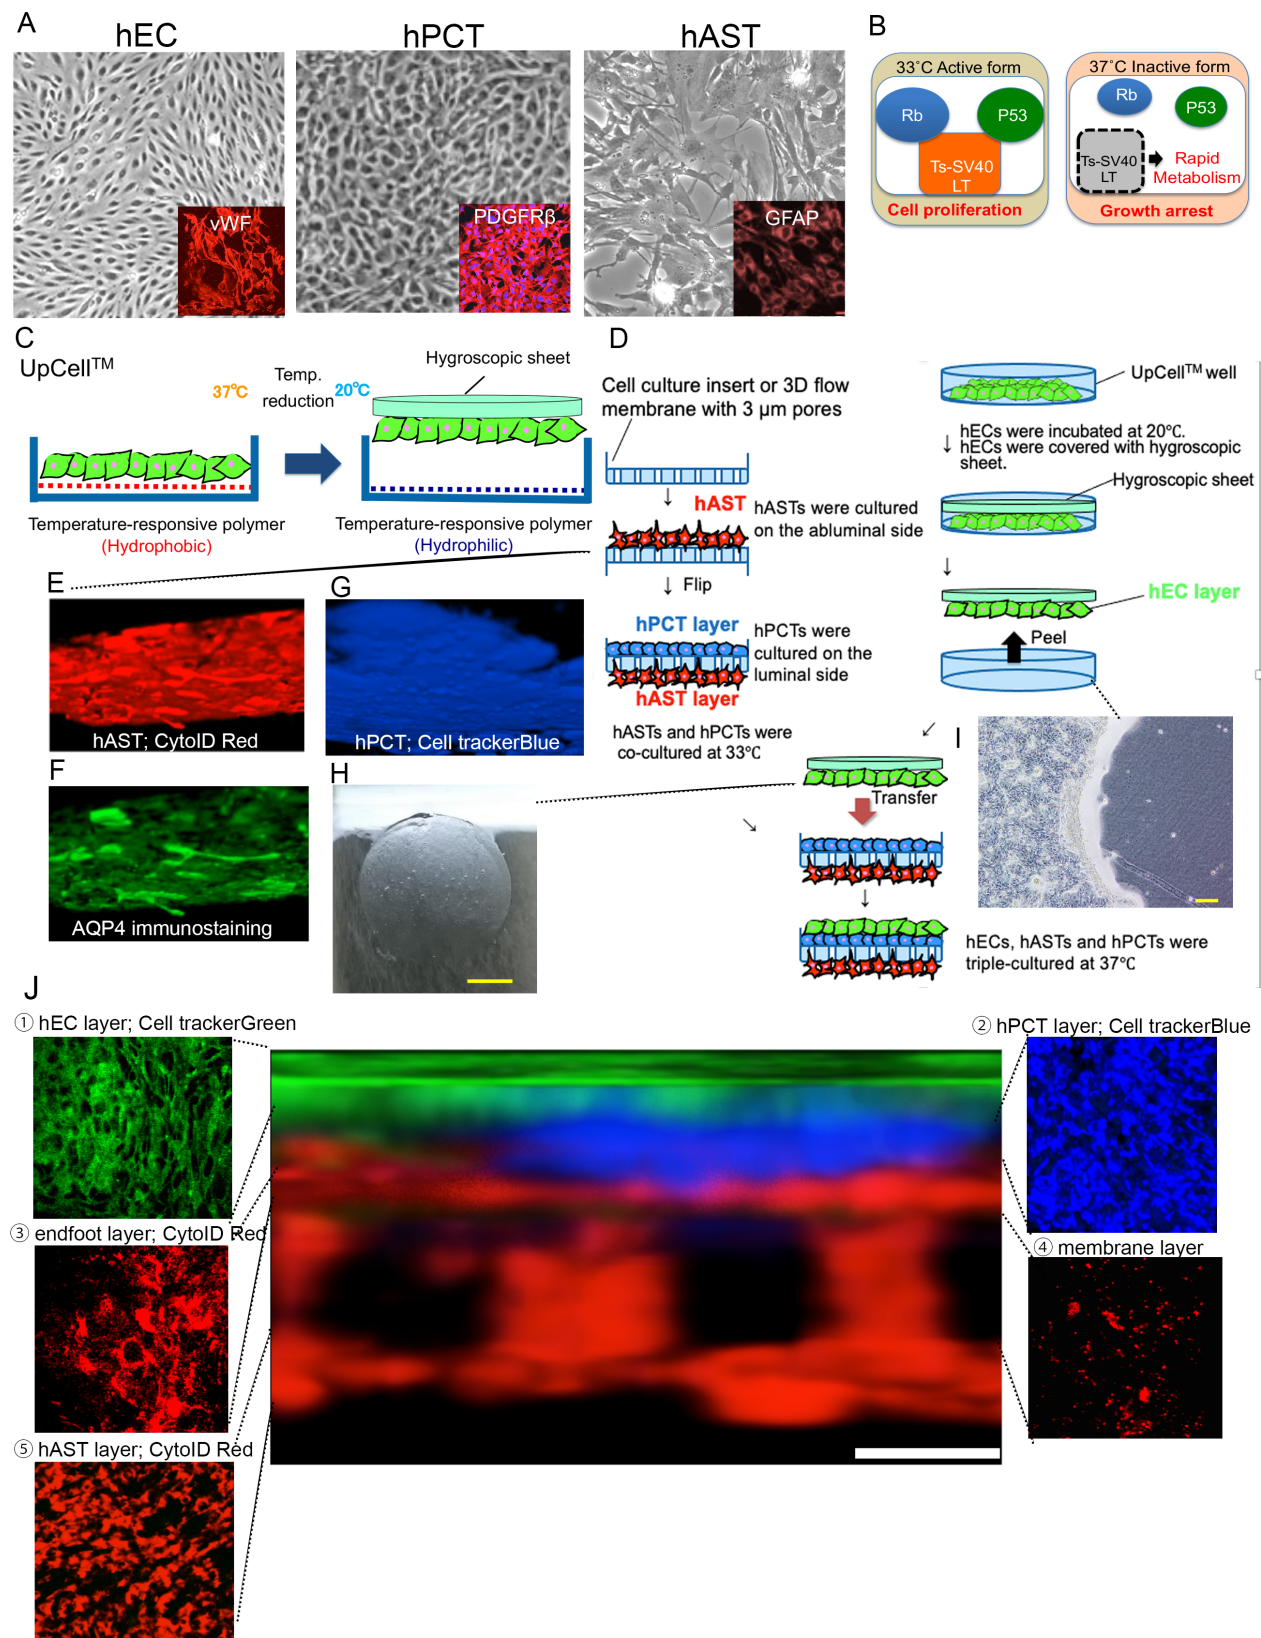 A
hEC
hPCT
hAST
vWF
PDGFRβ
GFAP
B
33˚C Active form
Rb
P53
Ts-SV40
LT
Cell proliferation
37˚C Inactive form
Rb
P53
Ts-SV40
LT
Rapid
Metabolism
Growth arrest
C
UpCell™
37℃
Temp.
reduction
20℃
Hygroscopic sheet
Temperature-responsive polymer
(Hydrophobic)
Temperature-responsive polymer
(Hydrophilic)
D
Cell culture insert or 3D flow
membrane with 3 µm pores
hAST
hASTs were cultured
on the abluminal side
Flip
hPCT layer
hPCTs were
cultured on the
luminal side
hAST layer
hASTs and hPCTs were
co-cultured at 33℃
UpCell™ well
hECs were incubated at 20℃.
hECs were covered with hygroscopic
sheet.
Hygroscopic sheet
hEC layer
Peel
Transfer
hECs, hASTs and hPCTs were
triple-cultured at 37℃
E
hAST; CytoID Red
F
AQP4 immunostaining
G
hPCT; Cell trackerBlue
H
I
J
① hEC layer; Cell trackerGreen
② hPCT layer; Cell trackerBlue
③ endfoot layer; CytoID Red
④ membrane layer
⑤ hAST layer; CytoID Red